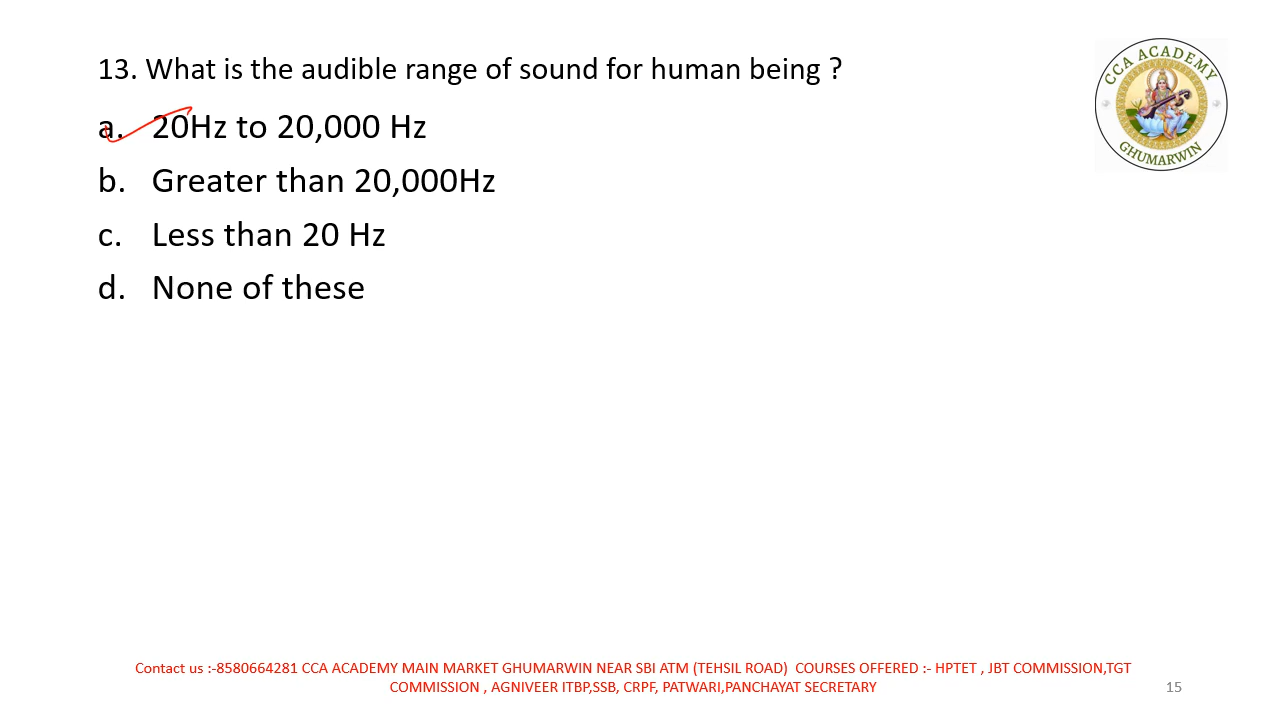 13. What is the audible range of sound for human being ?
a. 20Hz to 20,000 Hz
b. Greater than 20,000Hz
c. Less than 20 Hz
d. None of these
CCA ACADEMY
GHUMARWIN
Contact us :-8580664281 CCA ACADEMY MAIN MARKET GHUMARWIN NEAR SBI ATM (TEHSIL ROAD) COURSES OFFERED :- HPTET , JBT COMMISSION,TGT
COMMISSION , AGNIVEER ITBP,SSB, CRPF, PATWARI,PANCHAYAT SECRETARY
15